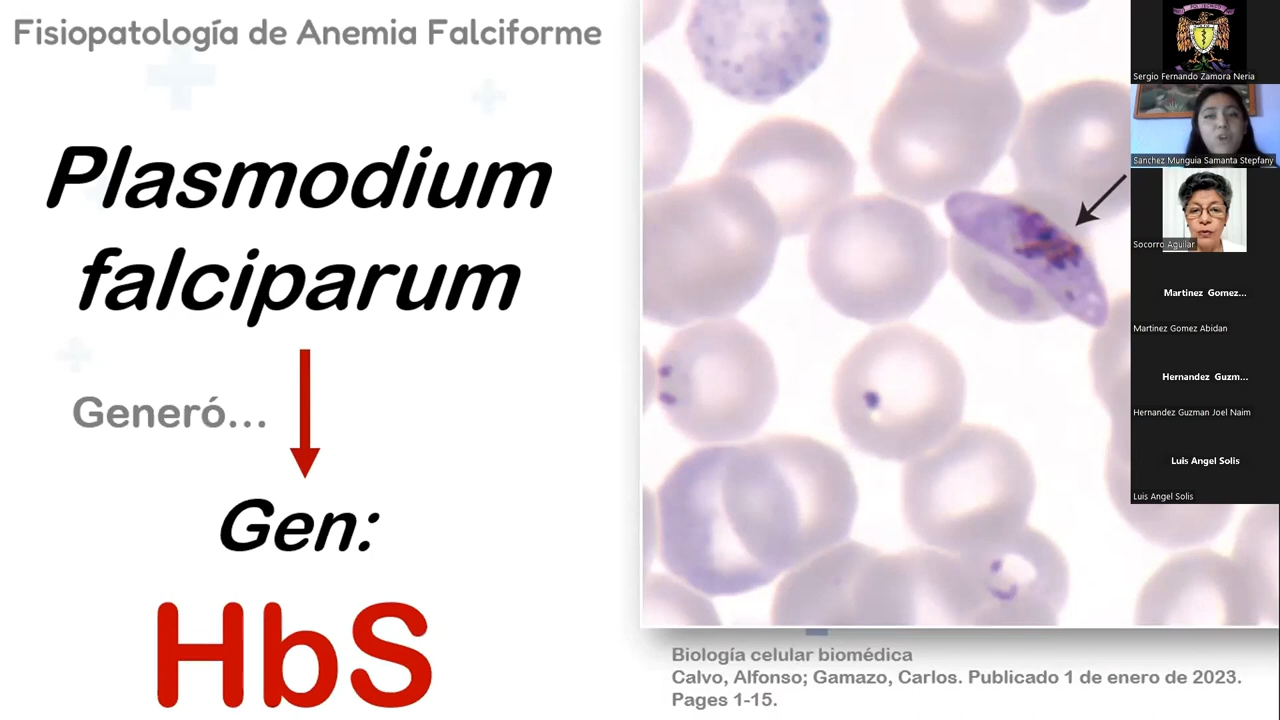 Fisiopatología de Anemia Falciforme
Plasmodium
falciparum
Generó...
Gen:
HbS
Biología celular biomédica
Calvo, Alfonso; Gamazo, Carlos. Publicado 1 de enero de 2023.
Pages 1-15.
Sergio Fernando Zamora Neria
Sanchez Munguia Samanta Stepfany
Socorro Aguilar
Martinez Gomez...
Martinez Gomez Abidan
Hernandez Guzm...
Hernandez Guzman Joel Naim
Luis Angel Solis
Luis Angel Solis